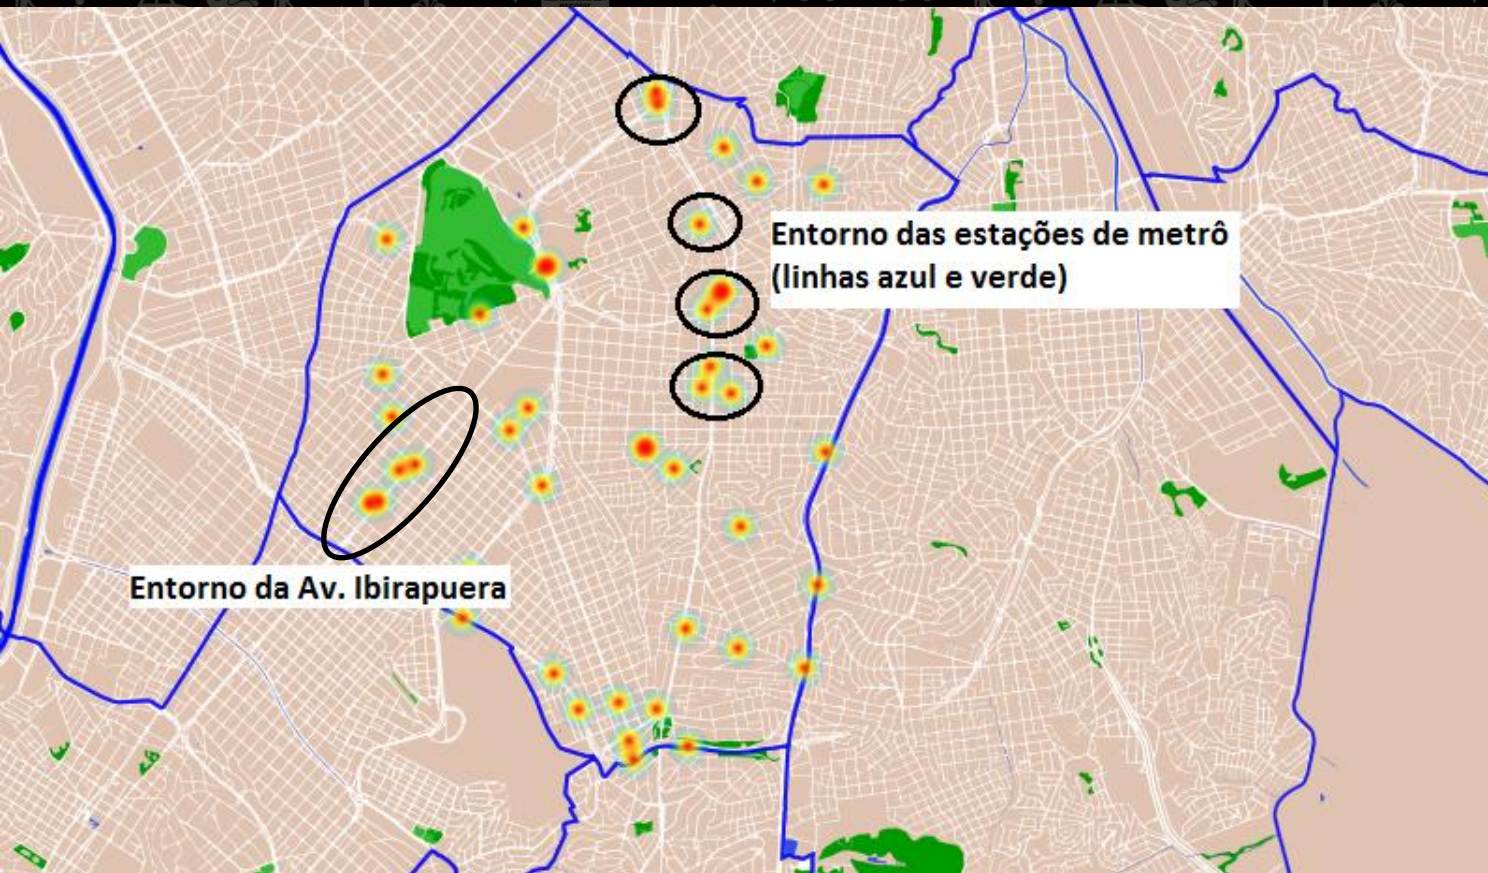 Entorno das estações de metrô
(linhas azul e verde)
Entorno da Av. Ibirapuera